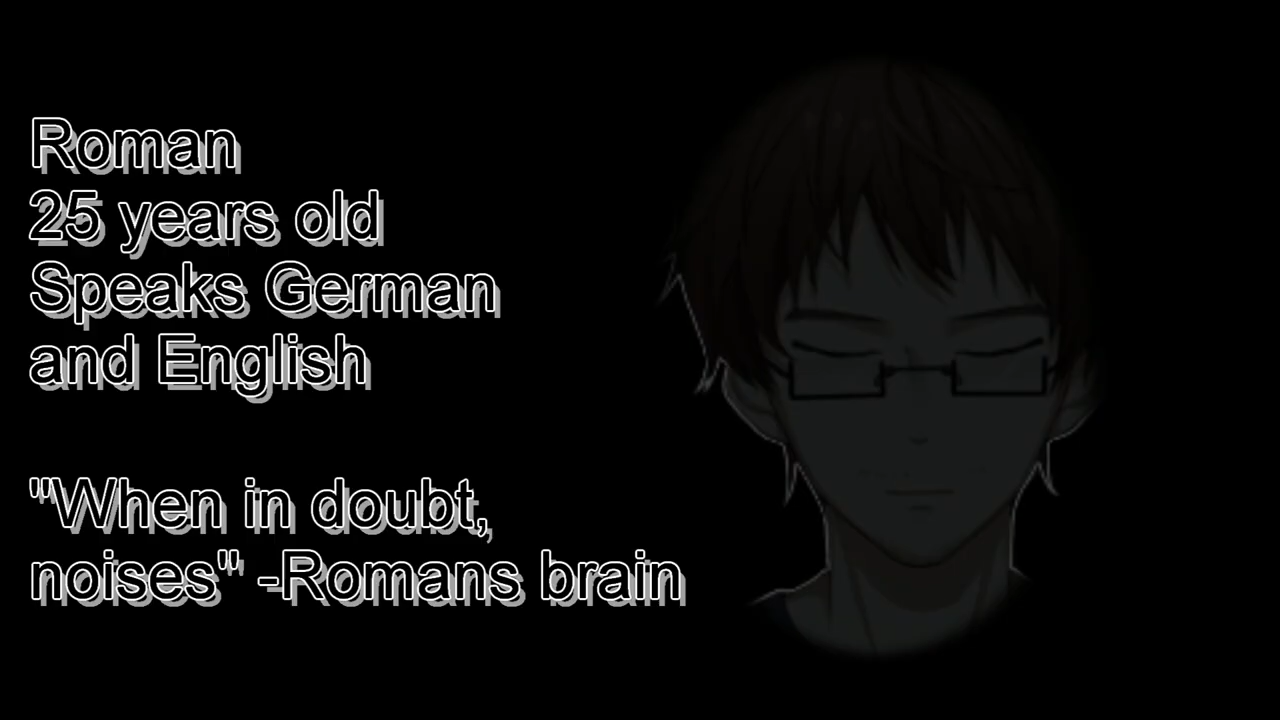 Roman
25 years old
Speaks German
and English
"When in doubt,
noises" -Romans brain